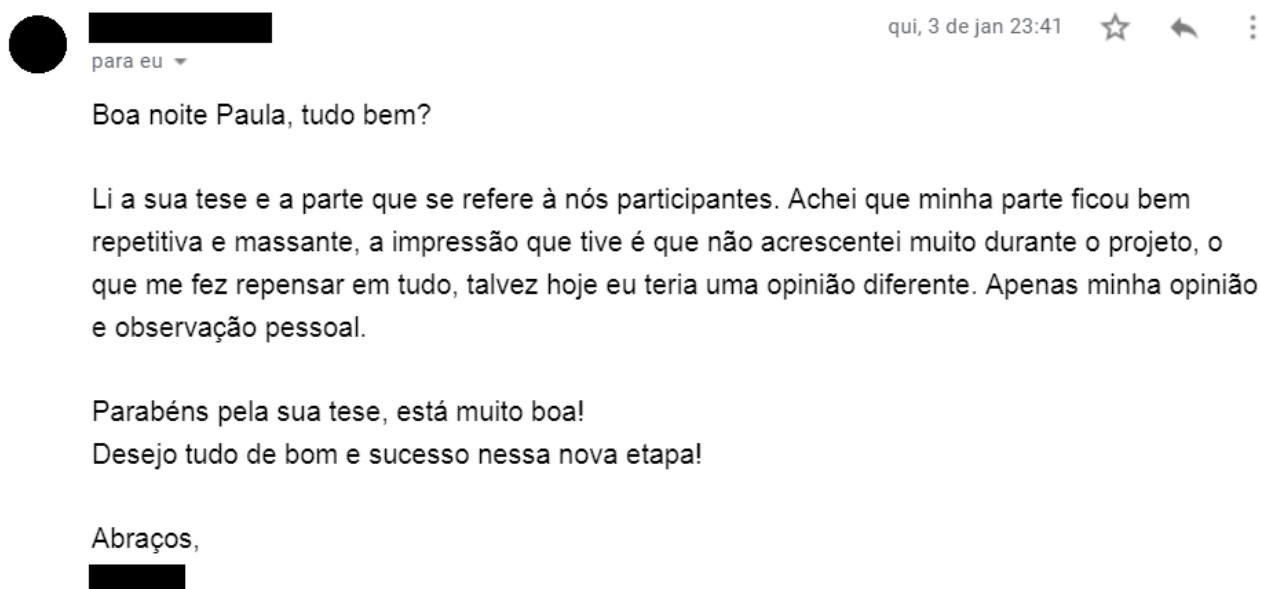 qui, 3 de jan 23:41
para eu
Boa noite Paula, tudo bem?
Li a sua tese e a parte que se refere à nós participantes. Achei que minha parte ficou bem
repetitiva e massante, a impressão que tive é que não acrescentei muito durante o projeto, o
que me fez repensar em tudo, talvez hoje eu teria uma opinião diferente. Apenas minha opinião
e observação pessoal.
Parabéns pela sua tese, está muito boa!
Desejo tudo de bom e sucesso nessa nova etapa!
Abraços,